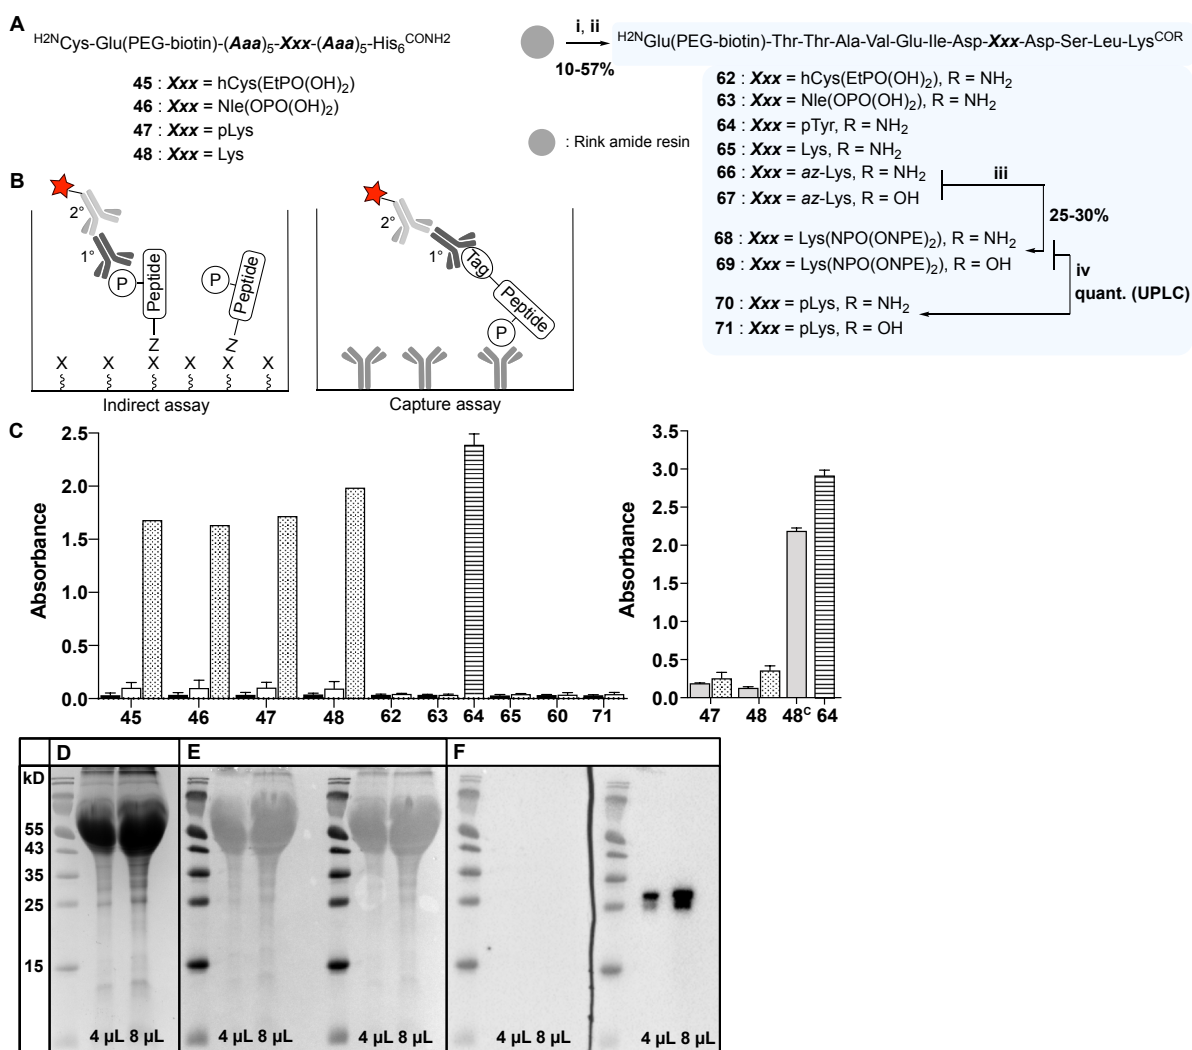 A
H2NCys-Glu(PEG-biotin)-(Aaa)5-Xxx-(Aaa)5-His6CONH2
45 : Xxx = hCys(EtPO(OH)2)
46 : Xxx = Nle(OPO(OH)2)
47 : Xxx = pLys
48 : Xxx = Lys
i, ii
10-57%
: Rink amide resin
H2NGlu(PEG-biotin)-Thr-Thr-Ala-Val-Glu-Ile-Asp-Xxx-Asp-Ser-Leu-LysCOR
62 : Xxx = hCys(EtPO(OH)2), R = NH2
63 : Xxx = Nle(OPO(OH)2), R = NH2
64 : Xxx = pTyr, R = NH2
65 : Xxx = Lys, R = NH2
66 : Xxx = az-Lys, R = NH2
67 : Xxx = az-Lys, R = OH
iii
25-30%
68 : Xxx = Lys(NPO(ONPE)2), R = NH2
69 : Xxx = Lys(NPO(ONPE)2), R = OH
iv
quant. (UPLC)
70 : Xxx = pLys, R = NH2
71 : Xxx = pLys, R = OH
B
2°
1°
P
Peptide
Z
P
Peptide
Z
X X X X X X
Indirect assay
2°
1°
Tag
Peptide
P
Capture assay
C
Absorbance
2.5
2.0
1.5
1.0
0.5
0.0
45 46 47 48 62 63 64 65 60 71
Absorbance
3.5
3.0
2.5
2.0
1.5
1.0
0.5
0.0
47 48 48C 64
D E F
kD
55
43
35
25
15
4 µL 8 µL 4 µL 8 µL 4 µL 8 µL 4 µL 8 µL 4 µL 8 µL